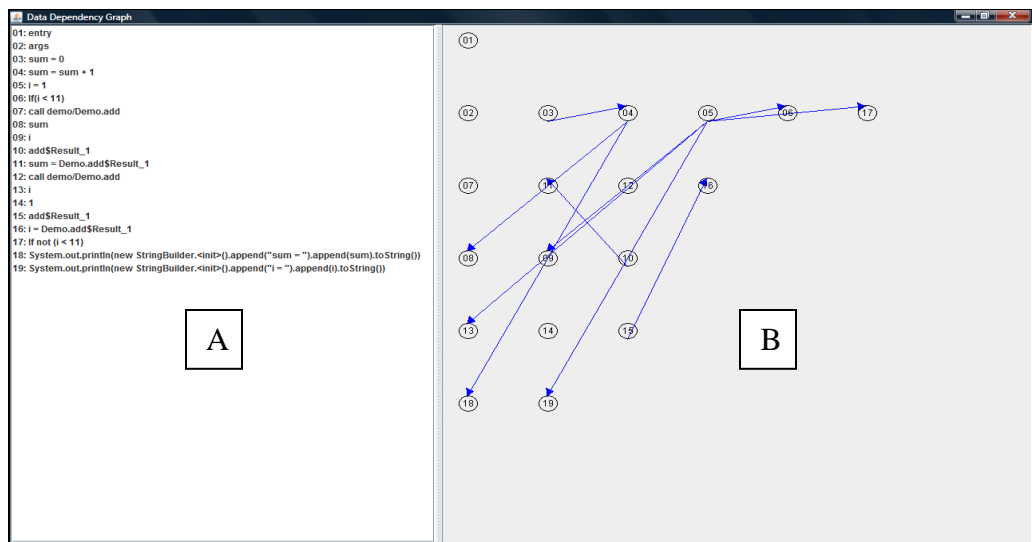 Data Dependency Graph
01: entry
02: args
03: sum = 0
04: sum = sum + 1
05: i = 1
06: If(i < 11)
07: call demo/Demo.add
08: sum
09: i
10: add$Result_1
11: sum = Demo.add$Result_1
12: call demo/Demo.add
13: i
14: 1
15: add$Result_1
16: i = Demo.add$Result_1
17: If not (i < 11)
18: System.out.println(new StringBuilder.<init>().append("sum = ").append(sum).toString())
19: System.out.println(new StringBuilder.<init>().append("i = ").append(i).toString())
A
01
02 03 04 05 06 17
07 11 12 16
08 09 10
13 14 15
B
18 19